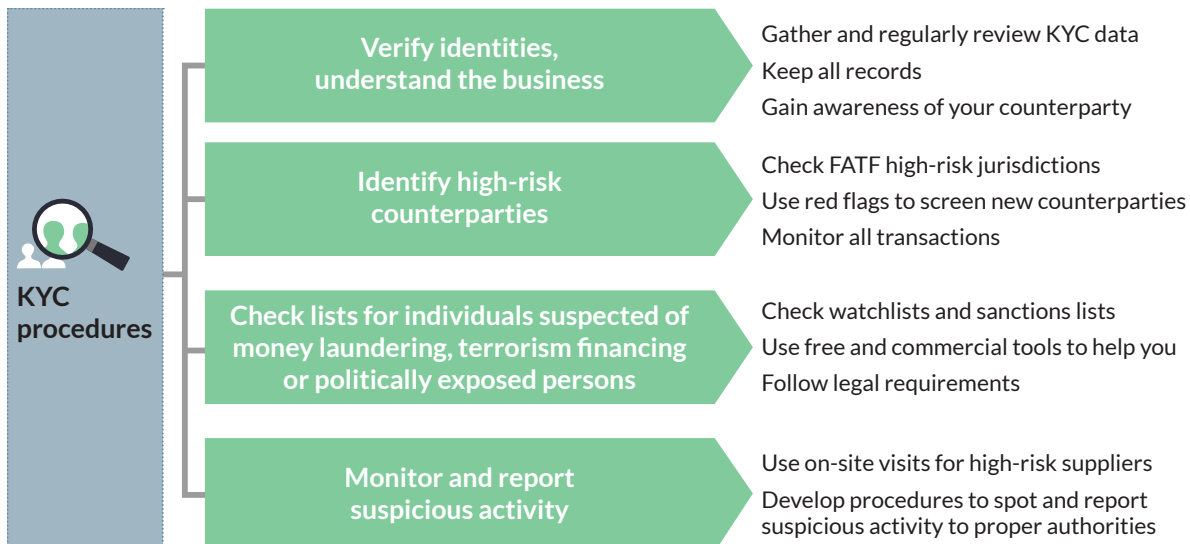 KYC
procedures
Verify identities,
understand the business
Gather and regularly review KYC data
Keep all records
Gain awareness of your counterparty
Identify high-risk
counterparties
Check FATF high-risk jurisdictions
Use red flags to screen new counterparties
Monitor all transactions
Check lists for individuals suspected of
money laundering, terrorism financing
or politically exposed persons
Check watchlists and sanctions lists
Use free and commercial tools to help you
Follow legal requirements
Monitor and report
suspicious activity
Use on-site visits for high-risk suppliers
Develop procedures to spot and report
suspicious activity to proper authorities